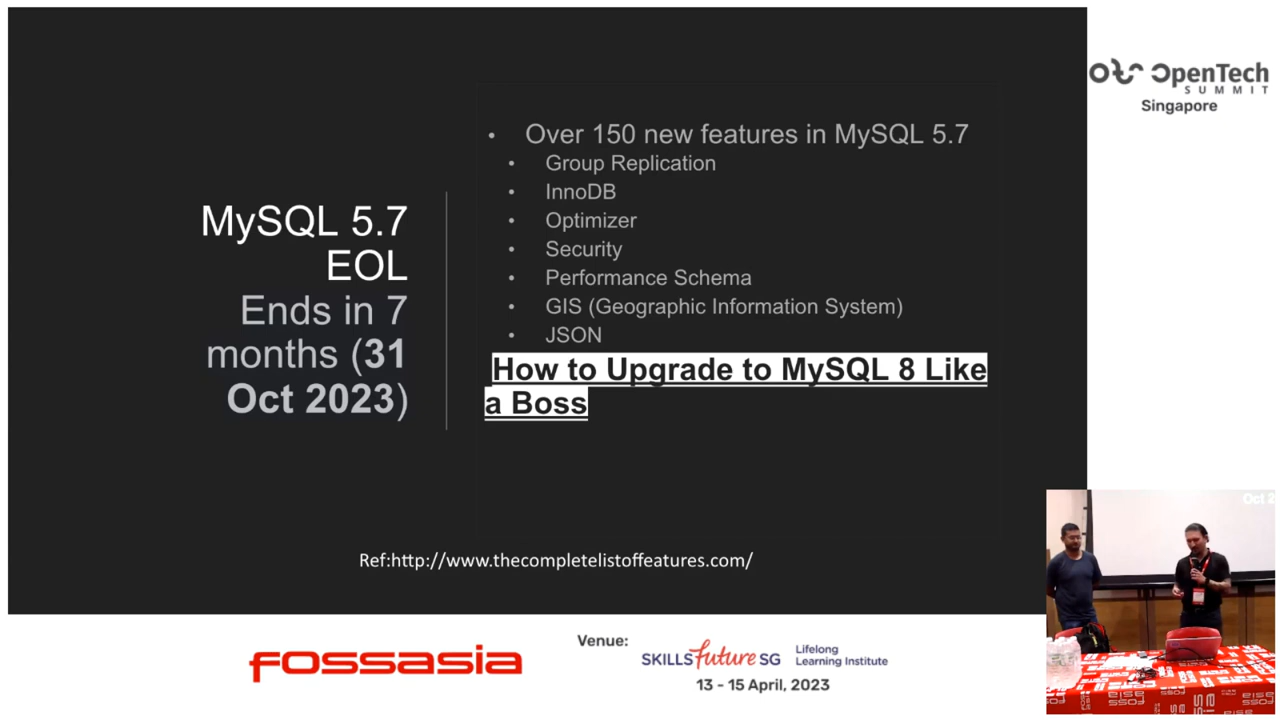 MySQL 5.7
EOL
Ends in 7
months (31
Oct 2023)
• Over 150 new features in MySQL 5.7
• Group Replication
• InnoDB
• Optimizer
• Security
• Performance Schema
• GIS (Geographic Information System)
• JSON
How to Upgrade to MySQL 8 Like
a Boss
Ref:http://www.thecompletelistoffeatures.com/
OpenTech
SUMMIT
Singapore
Oct 2
fossasia
Venue:
SKILLSfuture SG
Lifelong
Learning Institute
13 - 15 April, 2023